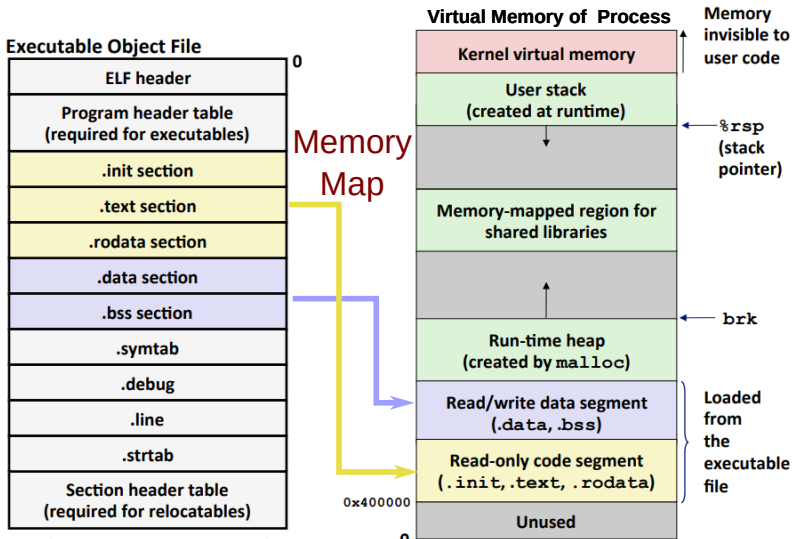 Executable Object File
0
ELF header
Program header table
(required for executables)
.init section
.text section
.rodata section
.data section
.bss section
.symtab
.debug
.line
.strtab
Section header table
(required for relocatables)
Memory
Map
Virtual Memory of Process
Kernel virtual memory
User stack
(created at runtime)
Memory-mapped region for
shared libraries
Run-time heap
(created by malloc)
Read/write data segment
(.data, .bss)
Read-only code segment
(.init, .text, .rodata)
Unused
0x400000
0
Memory
invisible to
user code
%rsp
(stack
pointer)
brk
Loaded
from
the
executable
file